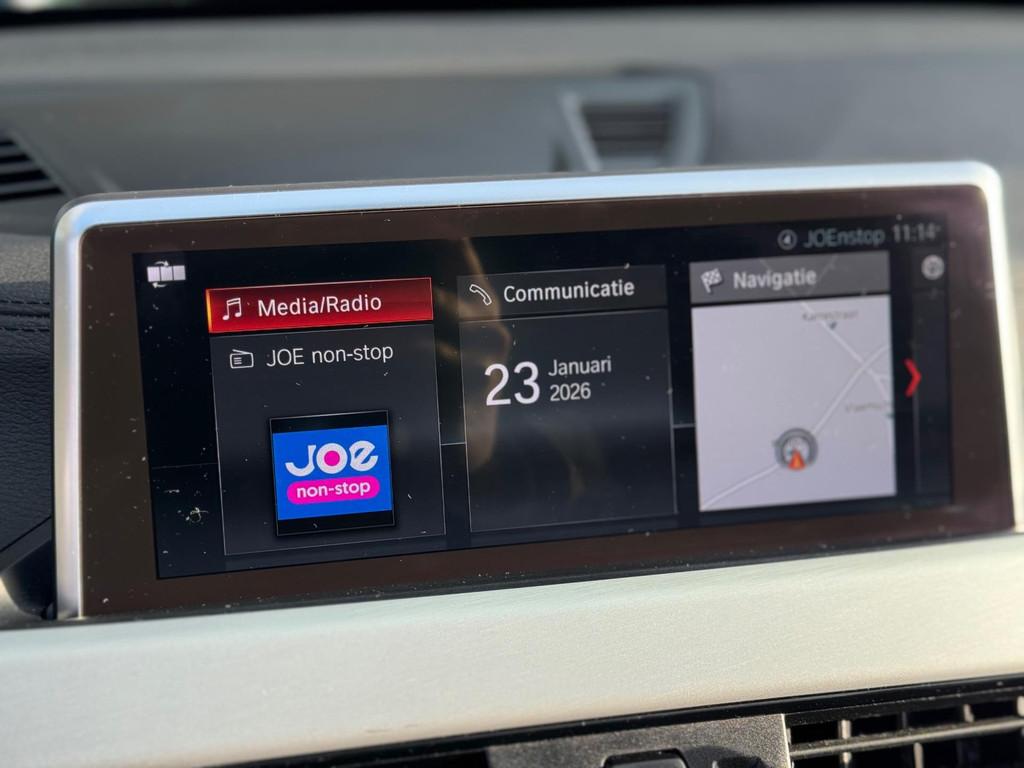 JOEnstop 11:14
Media/Radio
Communicatie
Navigatie
JOE non-stop
23 Januari
2026
JOE
non-stop